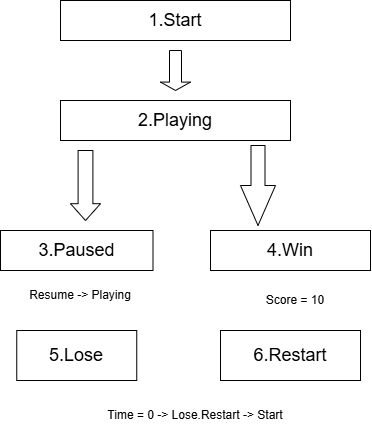 1.Start
2.Playing
3.Paused
4.Win
Resume -> Playing
Score = 10
5.Lose
6.Restart
Time = 0 -> Lose.Restart -> Start